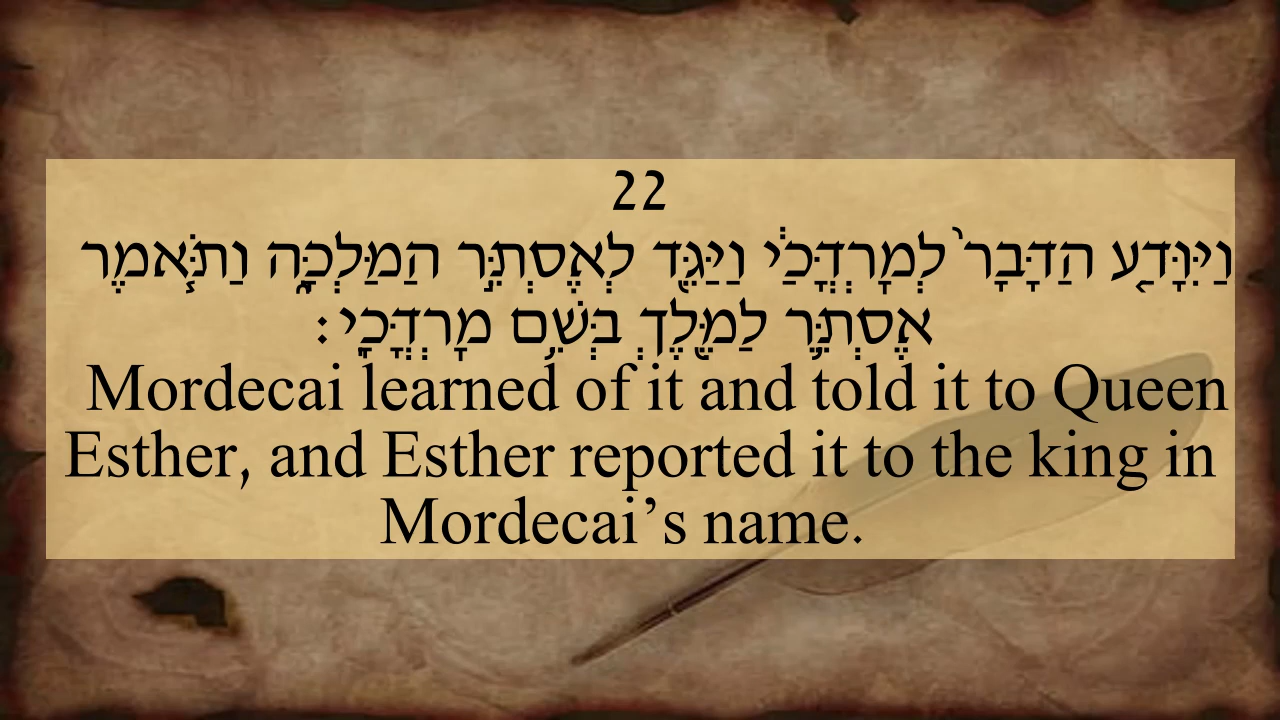 22
וַיִּוָּדַ֤ע הַדָּבָר֙ לְמָרְדֳּכַ֔י וַיַּגֵּ֖ד לְאֶסְתֵּ֣ר הַמַּלְכָּ֑ה וַתֹּ֧אמֶר
אֶסְתֵּ֛ר לַמֶּ֖לֶךְ בְּשֵׁ֥ם מָרְדֳּכָֽי׃
Mordecai learned of it and told it to Queen
Esther, and Esther reported it to the king in
Mordecai’s name.